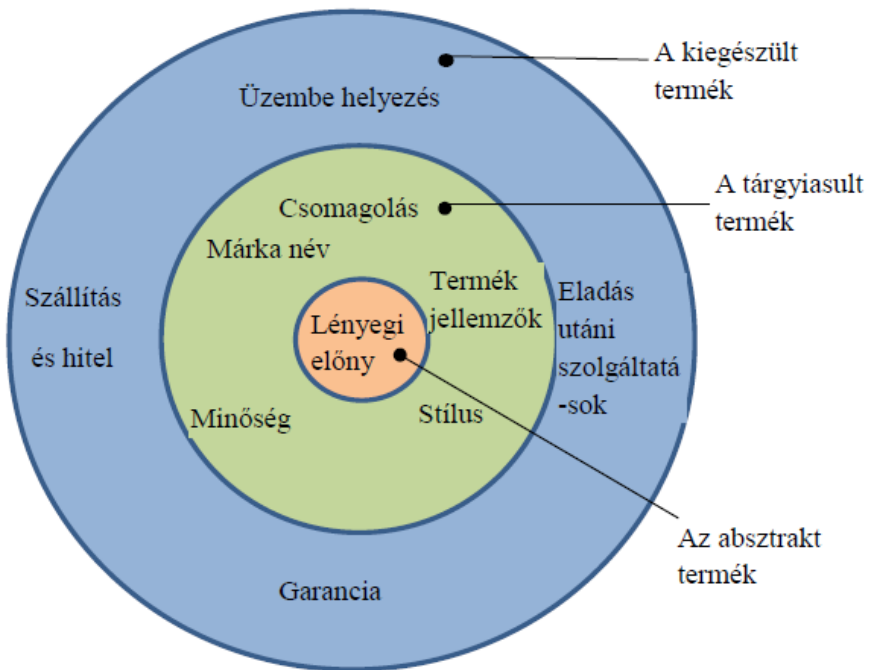 A kiegészült
termék
Üzembe helyezés
A tárgyiasult
termék
Csomagolás
Márka név
Termék
jellemzők
Szállítás
és hitel
Eladás
utáni
szolgáltatá
-sok
Lényegi
előny
Minőség
Stílus
Az absztrakt
termék
Garancia